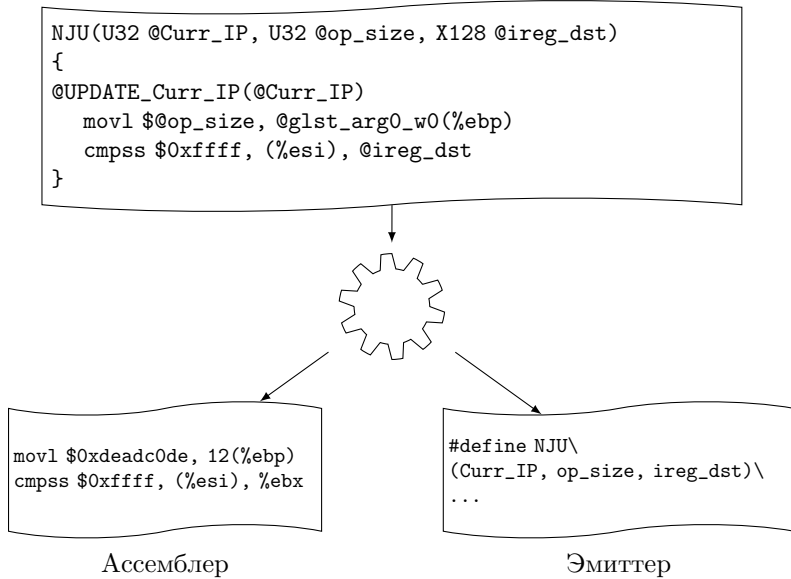 NJU(U32 @Curr_IP, U32 @op_size, X128 @ireg_dst)
{
@UPDATE_Curr_IP(@Curr_IP)
movl $@op_size, @glst_arg0_w0(%ebp)
cmpss $0xffff, (%esi), @ireg_dst
}
movl $0xdeadc0de, 12(%ebp)
cmpss $0xffff, (%esi), %ebx
Ассемблер
#define NJU\
(Curr_IP, op_size, ireg_dst)\
...
Эмиттер